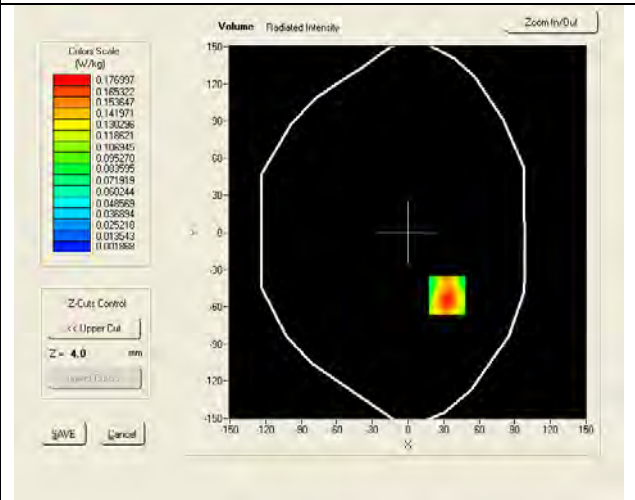 Volume Radiated Intensity
Zoom In/Out
Colors Scale
(W/kg)
0.176997
0.165322
0.153647
0.141971
0.130296
0.118621
0.106945
0.095270
0.083595
0.071919
0.060244
0.048569
0.036894
0.025218
0.013543
0.001868
Z-Cuts Control
<< Upper Cut
Z = 4.0 mm
SAVE
Cancel
150
120
90
60
30
0
-30
-60
-90
-120
-150
Y
-150 -120 -90 -60 -30 0 30 60 90 120 150
X